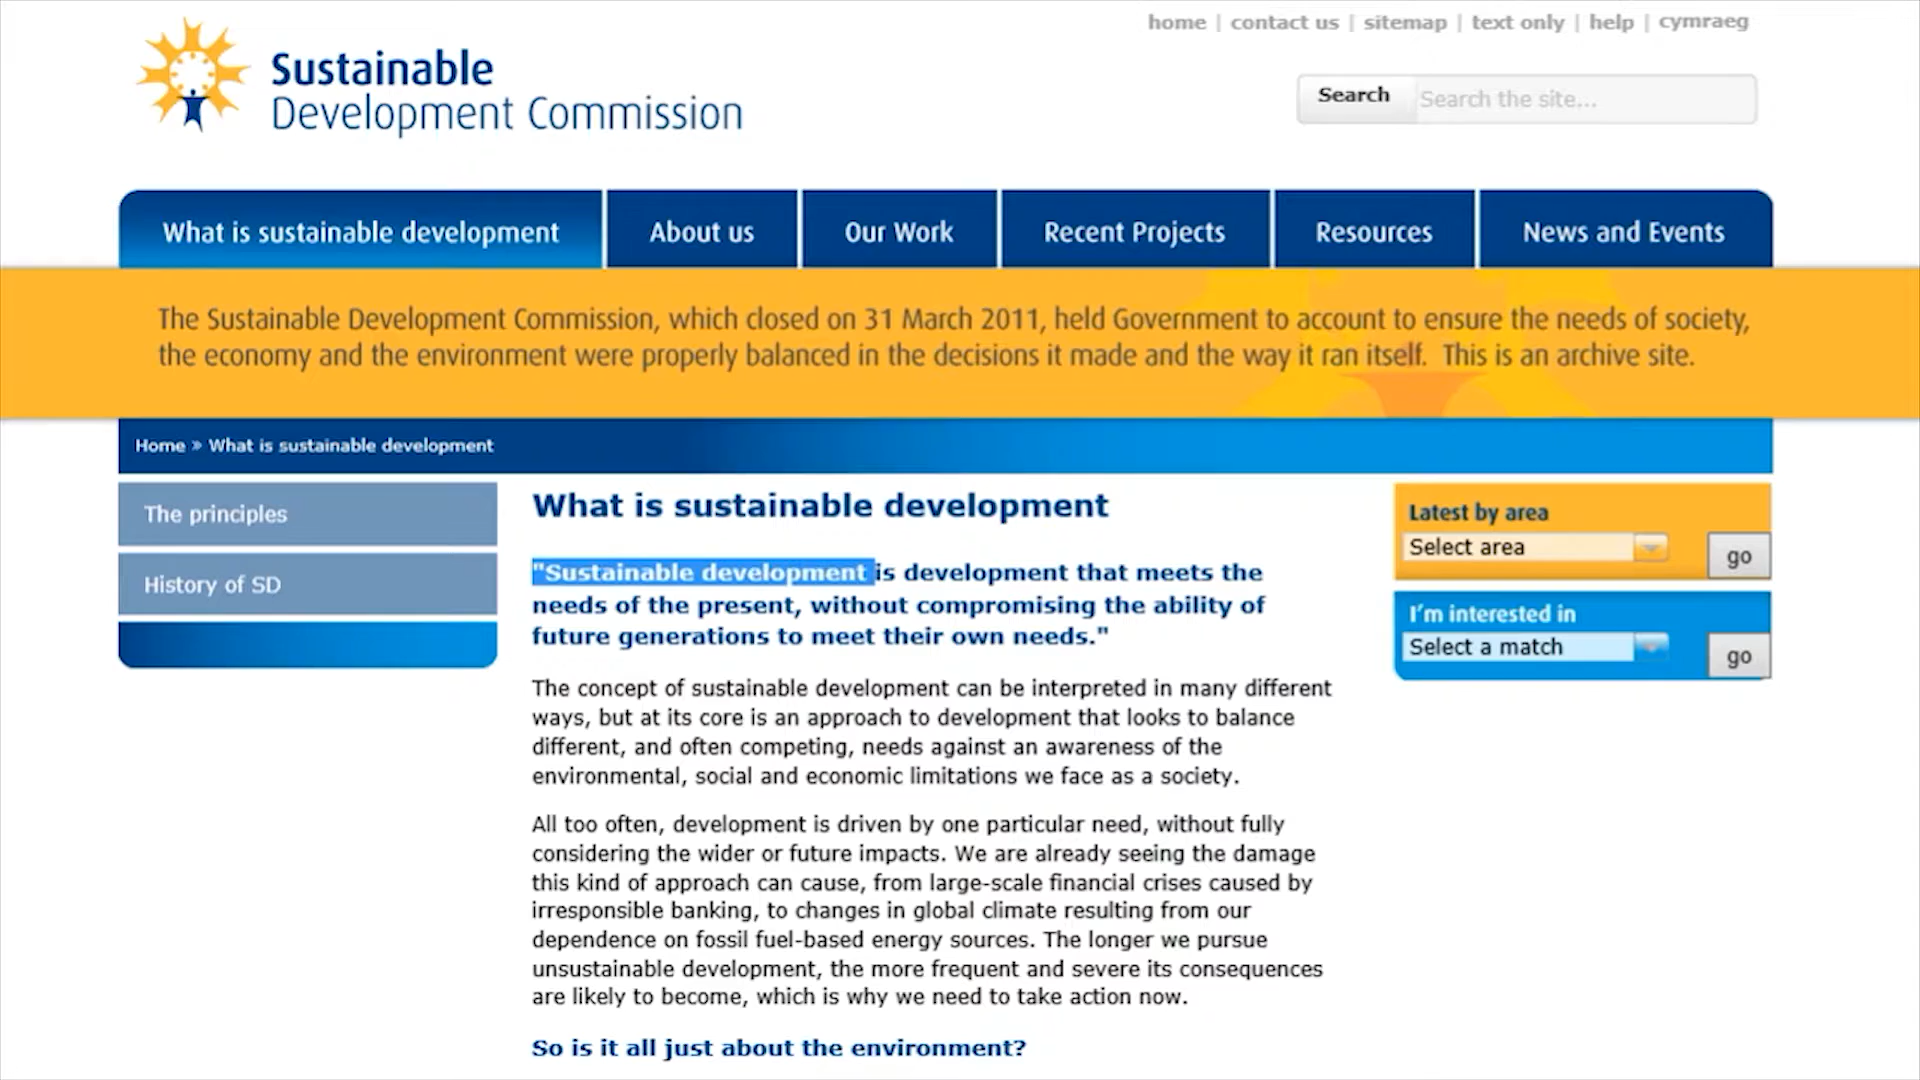 home | contact us | sitemap | text only | help | cymraeg
Sustainable
Development Commission
Search
Search the site...
What is sustainable development
About us
Our Work
Recent Projects
Resources
News and Events
The Sustainable Development Commission, which closed on 31 March 2011, held Government to account to ensure the needs of society,
the economy and the environment were properly balanced in the decisions it made and the way it ran itself. This is an archive site.
Home » What is sustainable development
The principles
History of SD
What is sustainable development
"Sustainable development is development that meets the
needs of the present, without compromising the ability of
future generations to meet their own needs."
The concept of sustainable development can be interpreted in many different
ways, but at its core is an approach to development that looks to balance
different, and often competing, needs against an awareness of the
environmental, social and economic limitations we face as a society.
All too often, development is driven by one particular need, without fully
considering the wider or future impacts. We are already seeing the damage
this kind of approach can cause, from large-scale financial crises caused by
irresponsible banking, to changes in global climate resulting from our
dependence on fossil fuel-based energy sources. The longer we pursue
unsustainable development, the more frequent and severe its consequences
are likely to become, which is why we need to take action now.
So is it all just about the environment?
Latest by area
Select area
go
I'm interested in
Select a match
go